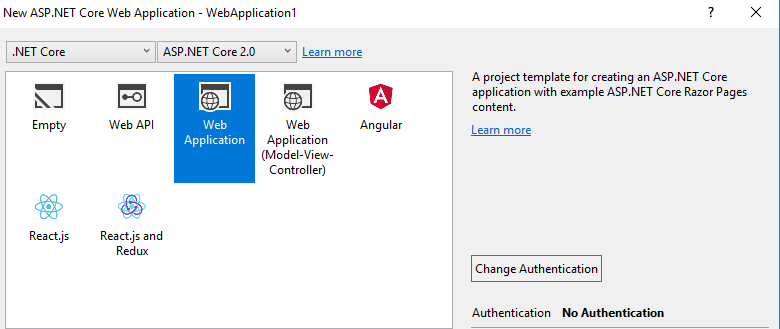 New ASP.NET Core Web Application - WebApplication1
?
.NET Core
ASP.NET Core 2.0
Learn more
Empty
Web API
Web
Application
Web
Application
(Model-View-
Controller)
Angular
React.js
React.js and
Redux
A project template for creating an ASP.NET Core
application with example ASP.NET Core Razor Pages
content.
Learn more
Change Authentication
Authentication No Authentication